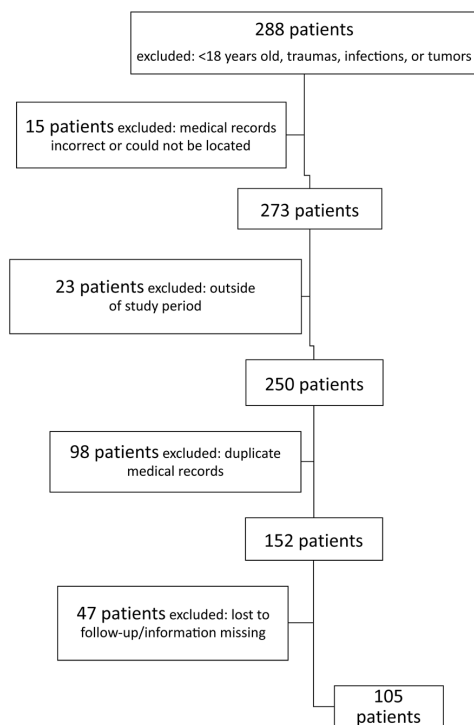 288 patients
excluded: <18 years old, traumas, infections, or tumors
15 patients excluded: medical records
incorrect or could not be located
273 patients
23 patients excluded: outside
of study period
250 patients
98 patients excluded: duplicate
medical records
152 patients
47 patients excluded: lost to
follow-up/information missing
105
patients